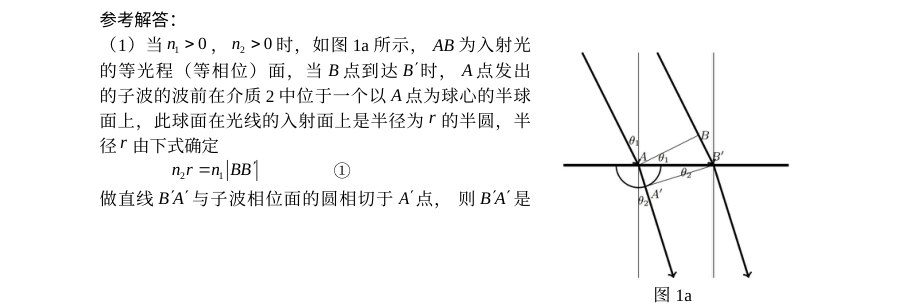 参考解答：
（1）当 n₁ > 0 ， n₂ > 0 时，如图 1a 所示， AB 为入射光
的等光程（等相位）面，当 B 点到达 B′ 时， A 点发出
的子波的波前在介质 2 中位于一个以 A 点为球心的半球
面上，此球面在光线的入射面上是半径为 r 的半圆，半
径 r 由下式确定
n₂r = n₁|BB′| ①
做直线 B′A′ 与子波相位面的圆相切于 A′ 点， 则 B′A′ 是
θ₁
B
A
θ₁
B′
θ₂
A′
θ₂
图 1a